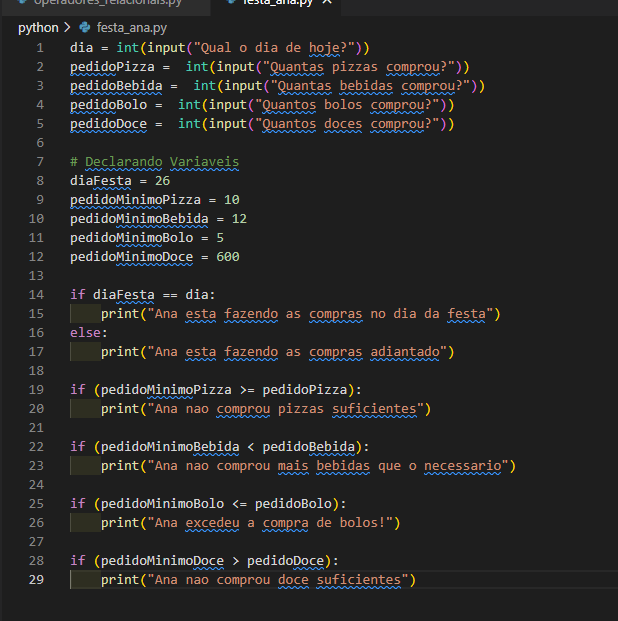 operadores_relacionais.py festa_ana.py
python > festa_ana.py
1 dia = int(input("Qual o dia de hoje?"))
2 pedidoPizza =  int(input("Quantas pizzas comprou?"))
3 pedidoBebida =  int(input("Quantas bebidas comprou?"))
4 pedidoBolo =  int(input("Quantos bolos comprou?"))
5 pedidoDoce =  int(input("Quantos doces comprou?"))
6
7 # Declarando Variaveis
8 diaFesta = 26
9 pedidoMinimoPizza = 10
10 pedidoMinimoBebida = 12
11 pedidoMinimoBolo = 5
12 pedidoMinimoDoce = 600
13
14 if diaFesta == dia:
15     print("Ana esta fazendo as compras no dia da festa")
16 else:
17     print("Ana esta fazendo as compras adiantado")
18
19 if (pedidoMinimoPizza >= pedidoPizza):
20     print("Ana nao comprou pizzas suficientes")
21
22 if (pedidoMinimoBebida < pedidoBebida):
23     print("Ana nao comprou mais bebidas que o necessario")
24
25 if (pedidoMinimoBolo <= pedidoBolo):
26     print("Ana excedeu a compra de bolos!")
27
28 if (pedidoMinimoDoce > pedidoDoce):
29     print("Ana nao comprou doce suficientes")